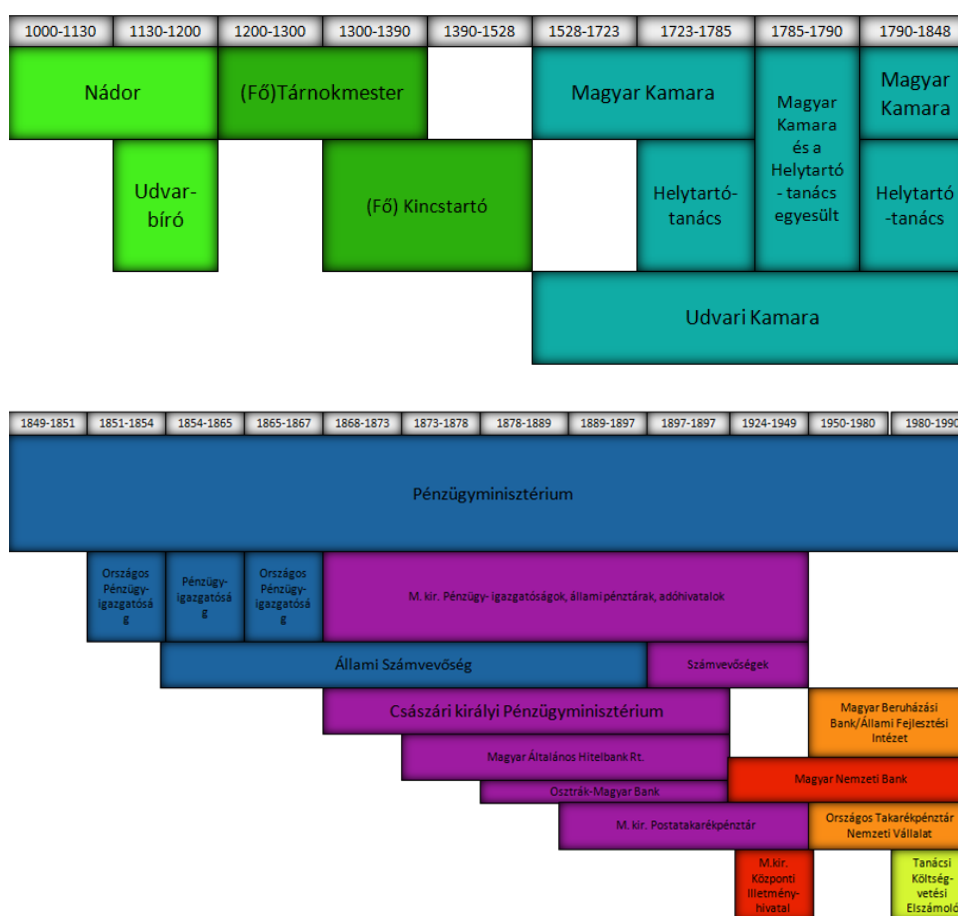 1000-1130 1130-1200 1200-1300 1300-1390 1390-1528 1528-1723 1723-1785 1785-1790 1790-1848
Nádor
(Fő)Tárnokmester
Magyar Kamara
Magyar
Kamara
és a
Helytartó
- tanács
egyesült
Magyar
Kamara
Udvar-
bíró
(Fő) Kincstartó
Helytartó-
tanács
Helytartó
-tanács
Udvari Kamara
1849-1851 1851-1854 1854-1865 1865-1867 1868-1873 1873-1878 1878-1889 1889-1897 1897-1897 1924-1949 1950-1980 1980-1990
Pénzügyminisztérium
Országos
Pénzügy-
igazgatósá
g
Pénzügy-
igazgatósá
g
Országos
Pénzügy-
igazgatósá
g
M. kir. Pénzügy- igazgatóságok, állami pénztárak, adóhivatalok
Állami Számvevőség
Számvevőségek
Császári királyi Pénzügyminisztérium
Magyar Beruházási
Bank/Állami Fejlesztési
Intézet
Magyar Általános Hitelbank Rt.
Magyar Nemzeti Bank
Osztrák-Magyar Bank
M. kir. Postatakarékpénztár
Országos Takarékpénztár
Nemzeti Vállalat
M.kir.
Központi
Illetmény-
hivatal
Tanácsi
Költség-
vetési
Elszámoló